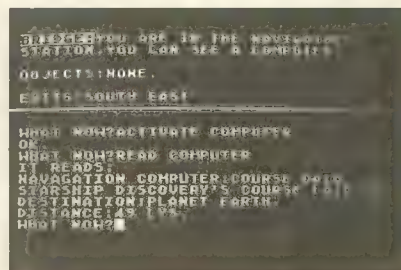 BRIDGE:YOU ARE IN THE NAVIGATION
STATION.YOU CAN SEE A COMPUTER
OBJECTS:NONE.
EXITS:SOUTH EAST
WHAT NOW?ACTIVATE COMPUTER
OK.
WHAT NOW?READ COMPUTER
IT READS:
NAVAGATION COMPUTER:COURSE DATA
STARSHIP DISCOVERY'S COURSE
DESTINATION:PLANET EARTH
DISTANCE:49
WHAT NOW?